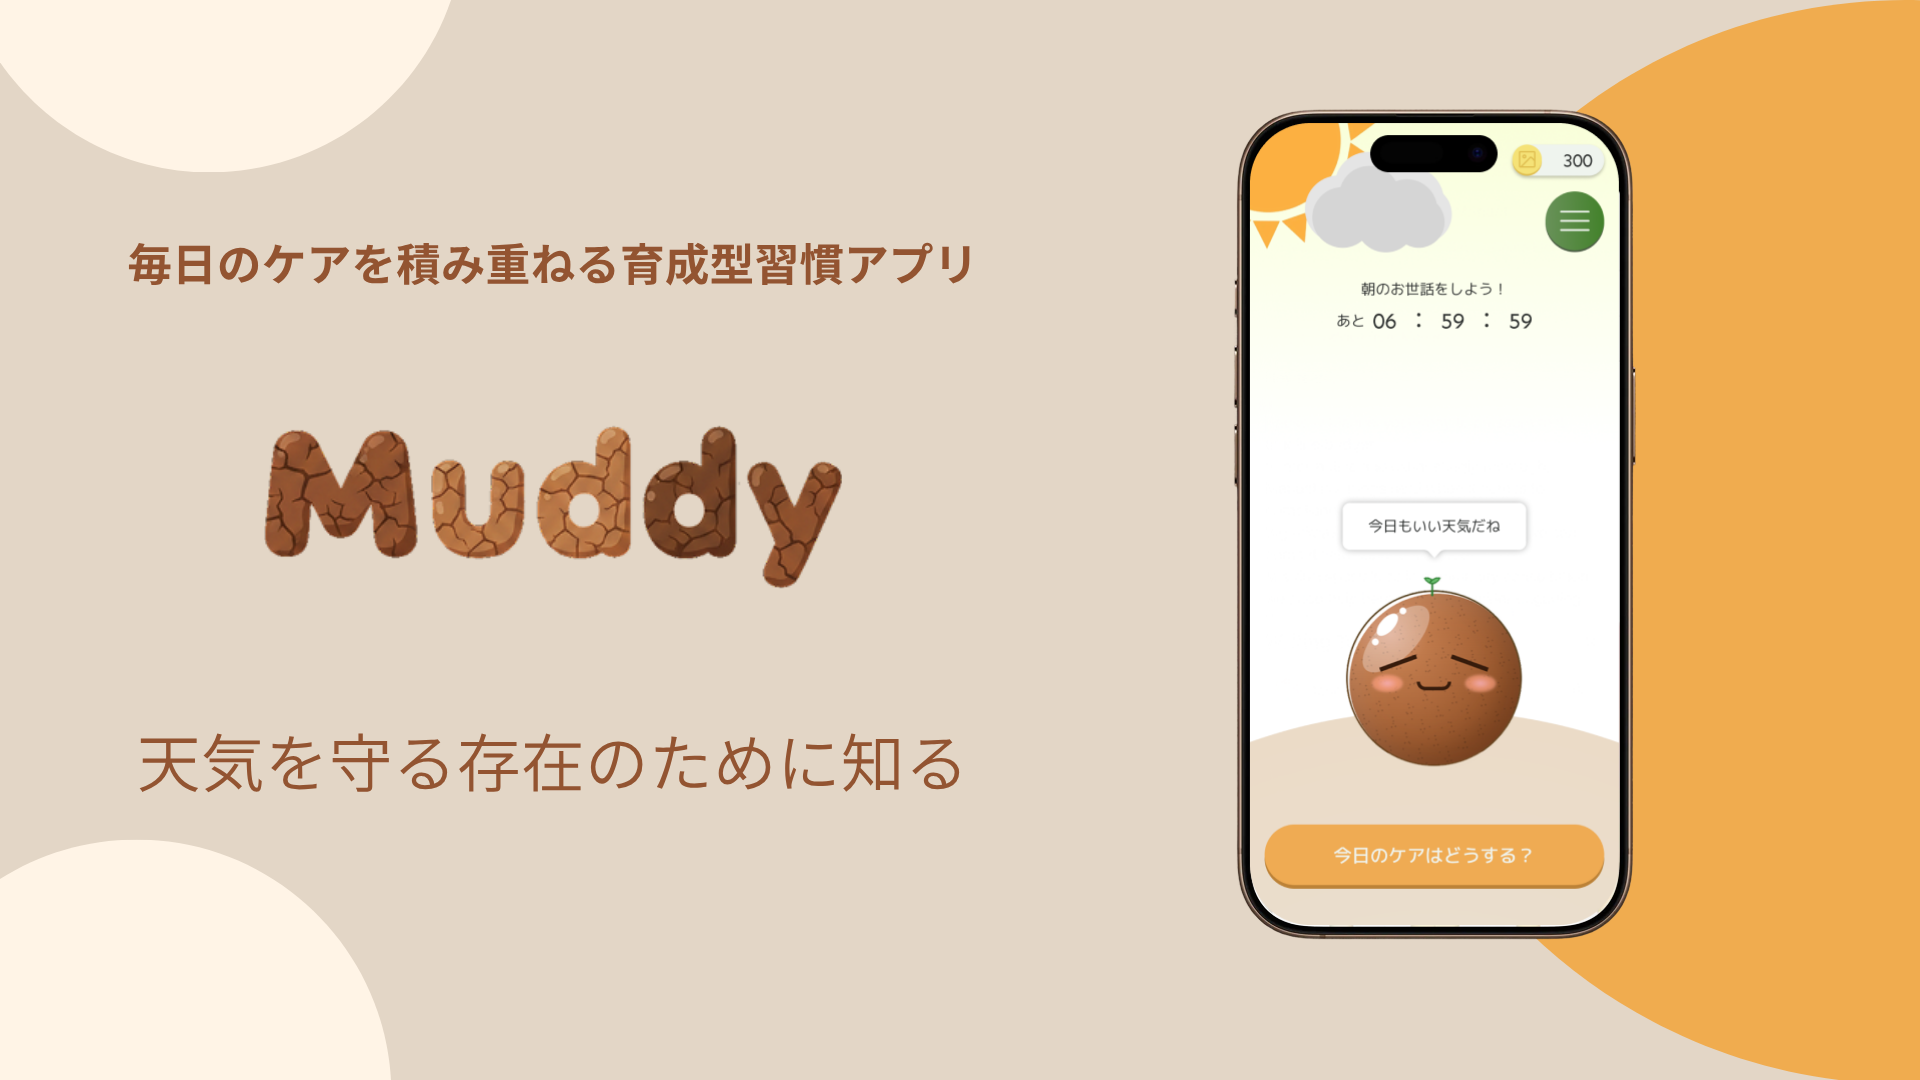 毎日のケアを積み重ねる育成型習慣アプリ
Muddy
天気を守る存在のために知る
300
朝のお世話をしよう！
あと 06 : 59 : 59
今日もいい天気だね
今日のケアはどうする？